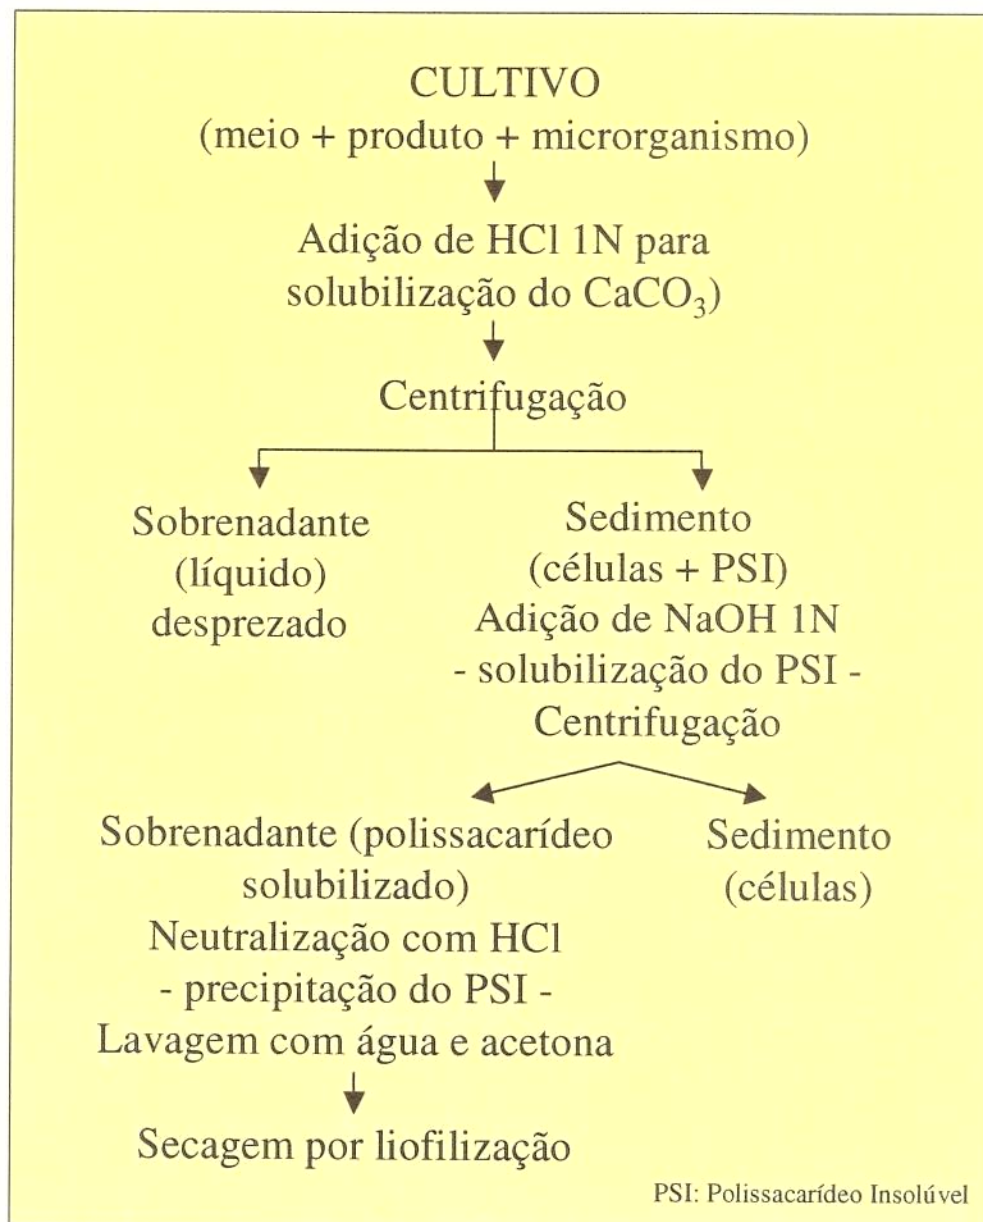 CULTIVO
(meio + produto + microrganismo)
Adição de HCl 1N para
solubilização do CaCO₃)
Centrifugação
Sobrenadante
(líquido)
desprezado
Sedimento
(células + PSI)
Adição de NaOH 1N
- solubilização do PSI -
Centrifugação
Sobrenadante (polissacarídeo
solubilizado)
Neutralização com HCl
- precipitação do PSI -
Lavagem com água e acetona
Secagem por liofilização
Sedimento
(células)
PSI: Polissacarídeo Insolúvel